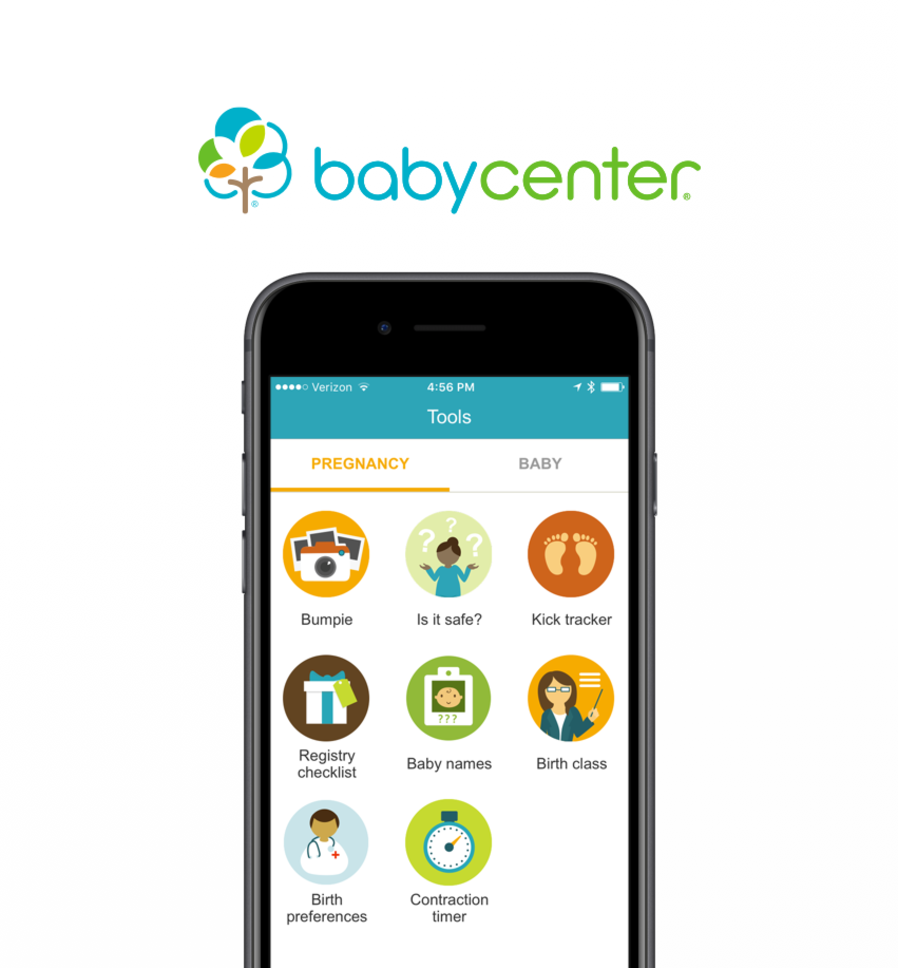 babycenter®
®
Verizon
4:56 PM
Tools
PREGNANCY
BABY
? ? ?
Bumpie
Is it safe?
Kick tracker
???
Registry
checklist
Baby names
Birth class
Birth
preferences
Contraction
timer